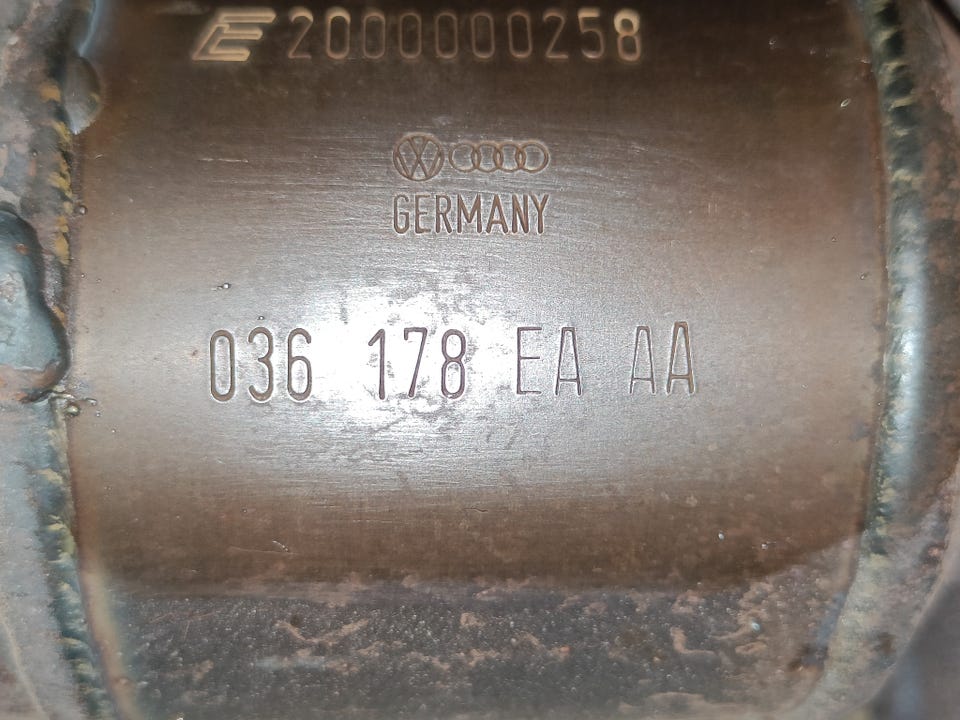 E 2000000258
GERMANY
036 178 EA AA